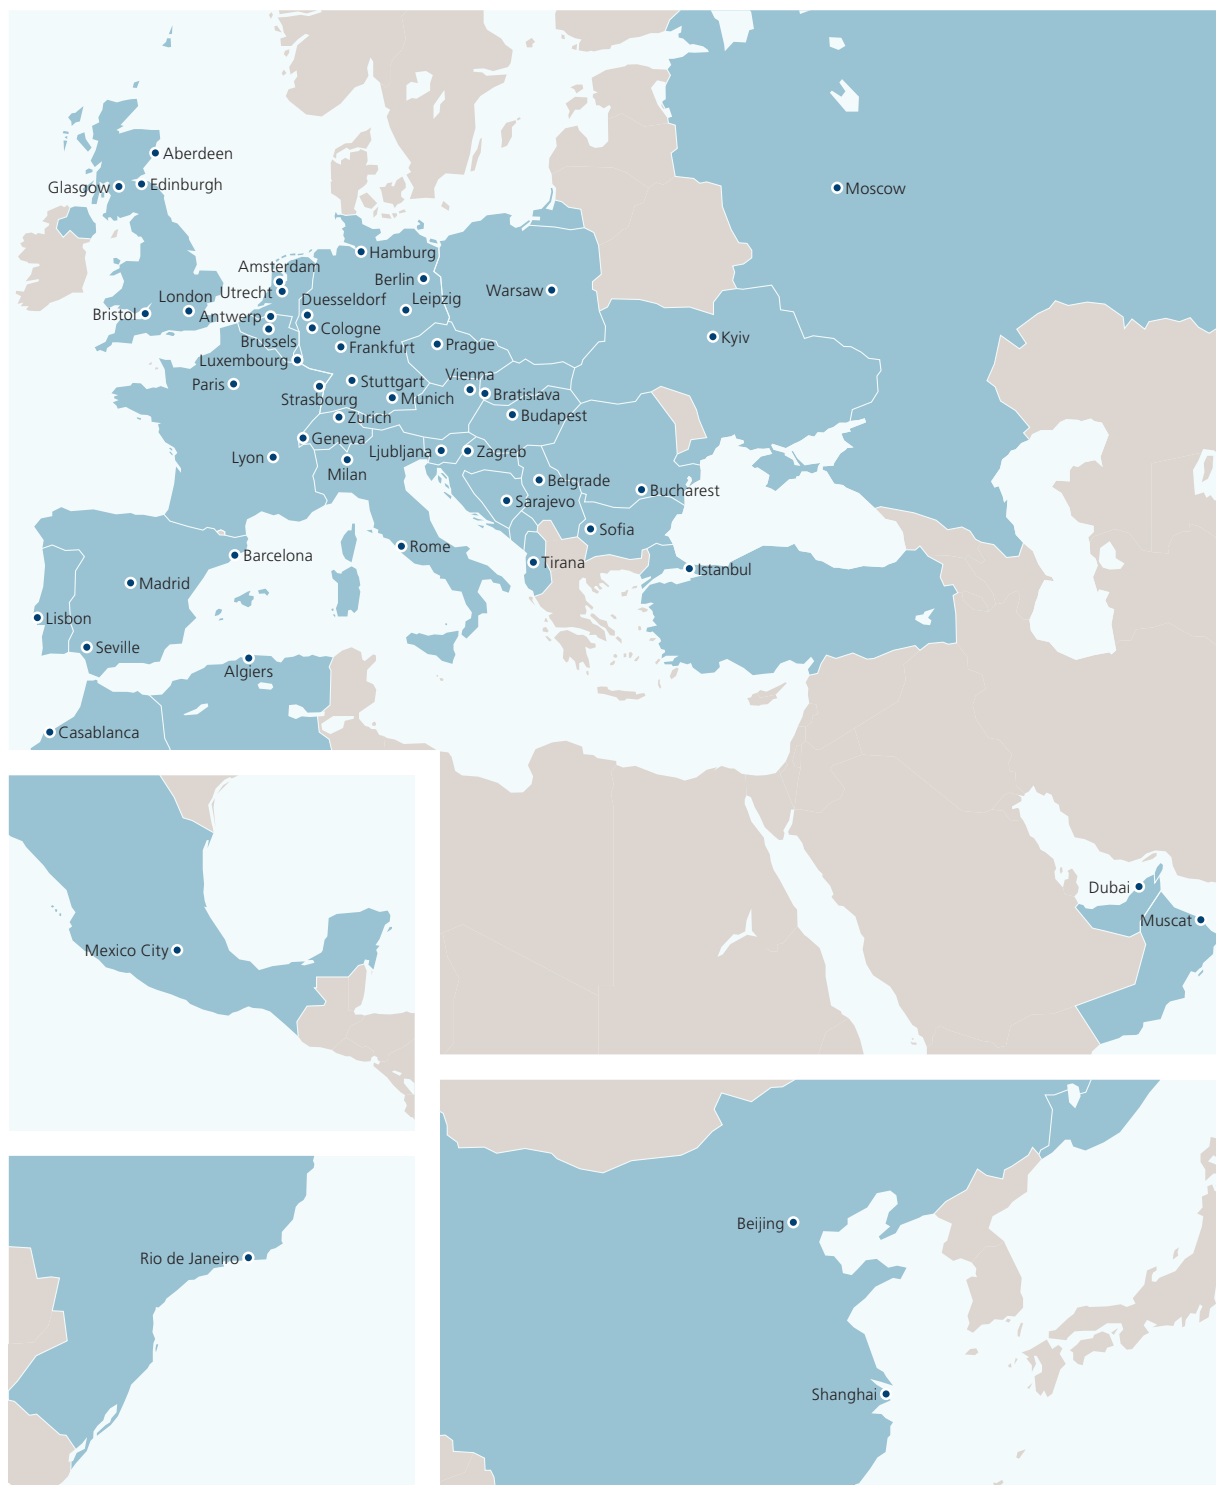 Aberdeen
Glasgow
Edinburgh
Moscow
Hamburg
Amsterdam
Berlin
Utrecht
Warsaw
London
Duesseldorf
Leipzig
Bristol
Antwerp
Cologne
Brussels
Kyiv
Frankfurt
Prague
Luxembourg
Paris
Stuttgart
Vienna
Strasbourg
Munich
Bratislava
Zurich
Budapest
Geneva
Lyon
Ljubljana
Zagreb
Milan
Belgrade
Bucharest
Sarajevo
Sofia
Rome
Barcelona
Tirana
Istanbul
Madrid
Lisbon
Seville
Algiers
Casablanca
Dubai
Muscat
Mexico City
Beijing
Rio de Janeiro
Shanghai